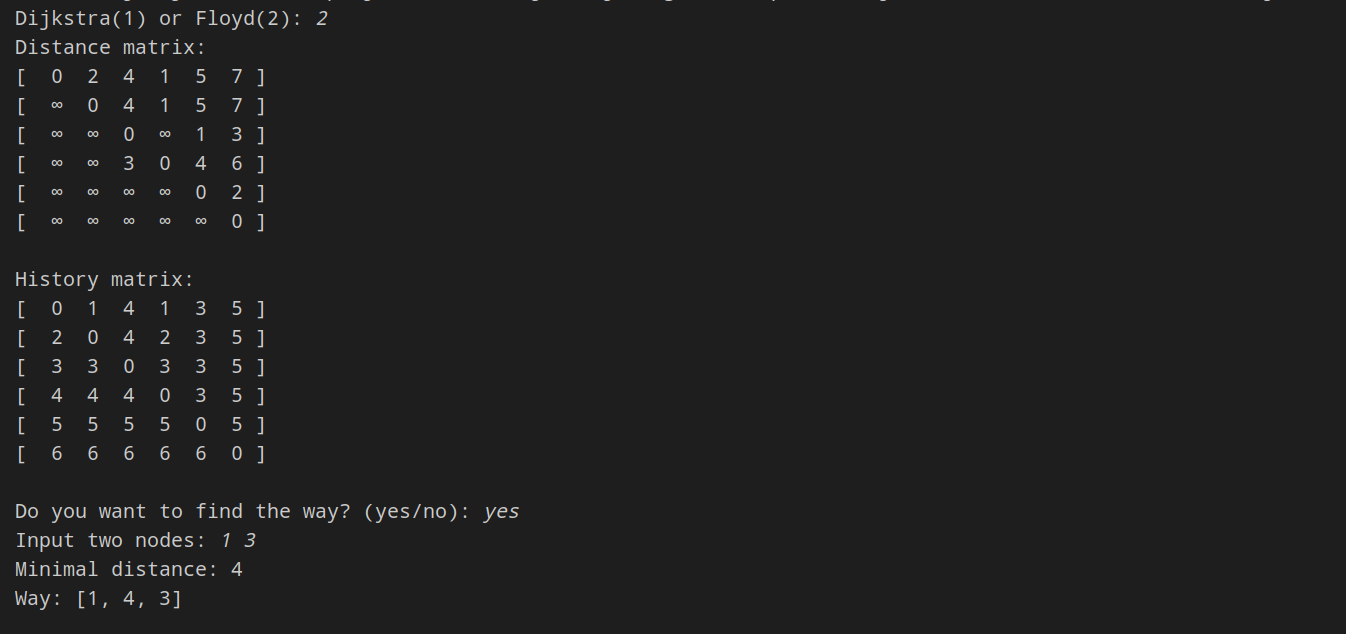 Dijkstra(1) or Floyd(2): 2
Distance matrix:
[ 0 2 4 1 5 7 ]
[ ∞ 0 4 1 5 7 ]
[ ∞ ∞ 0 ∞ 1 3 ]
[ ∞ ∞ 3 0 4 6 ]
[ ∞ ∞ ∞ ∞ 0 2 ]
[ ∞ ∞ ∞ ∞ ∞ 0 ]
History matrix:
[ 0 1 4 1 3 5 ]
[ 2 0 4 2 3 5 ]
[ 3 3 0 3 3 5 ]
[ 4 4 4 0 3 5 ]
[ 5 5 5 5 0 5 ]
[ 6 6 6 6 6 0 ]
Do you want to find the way? (yes/no): yes
Input two nodes: 1 3
Minimal distance: 4
Way: [1, 4, 3]